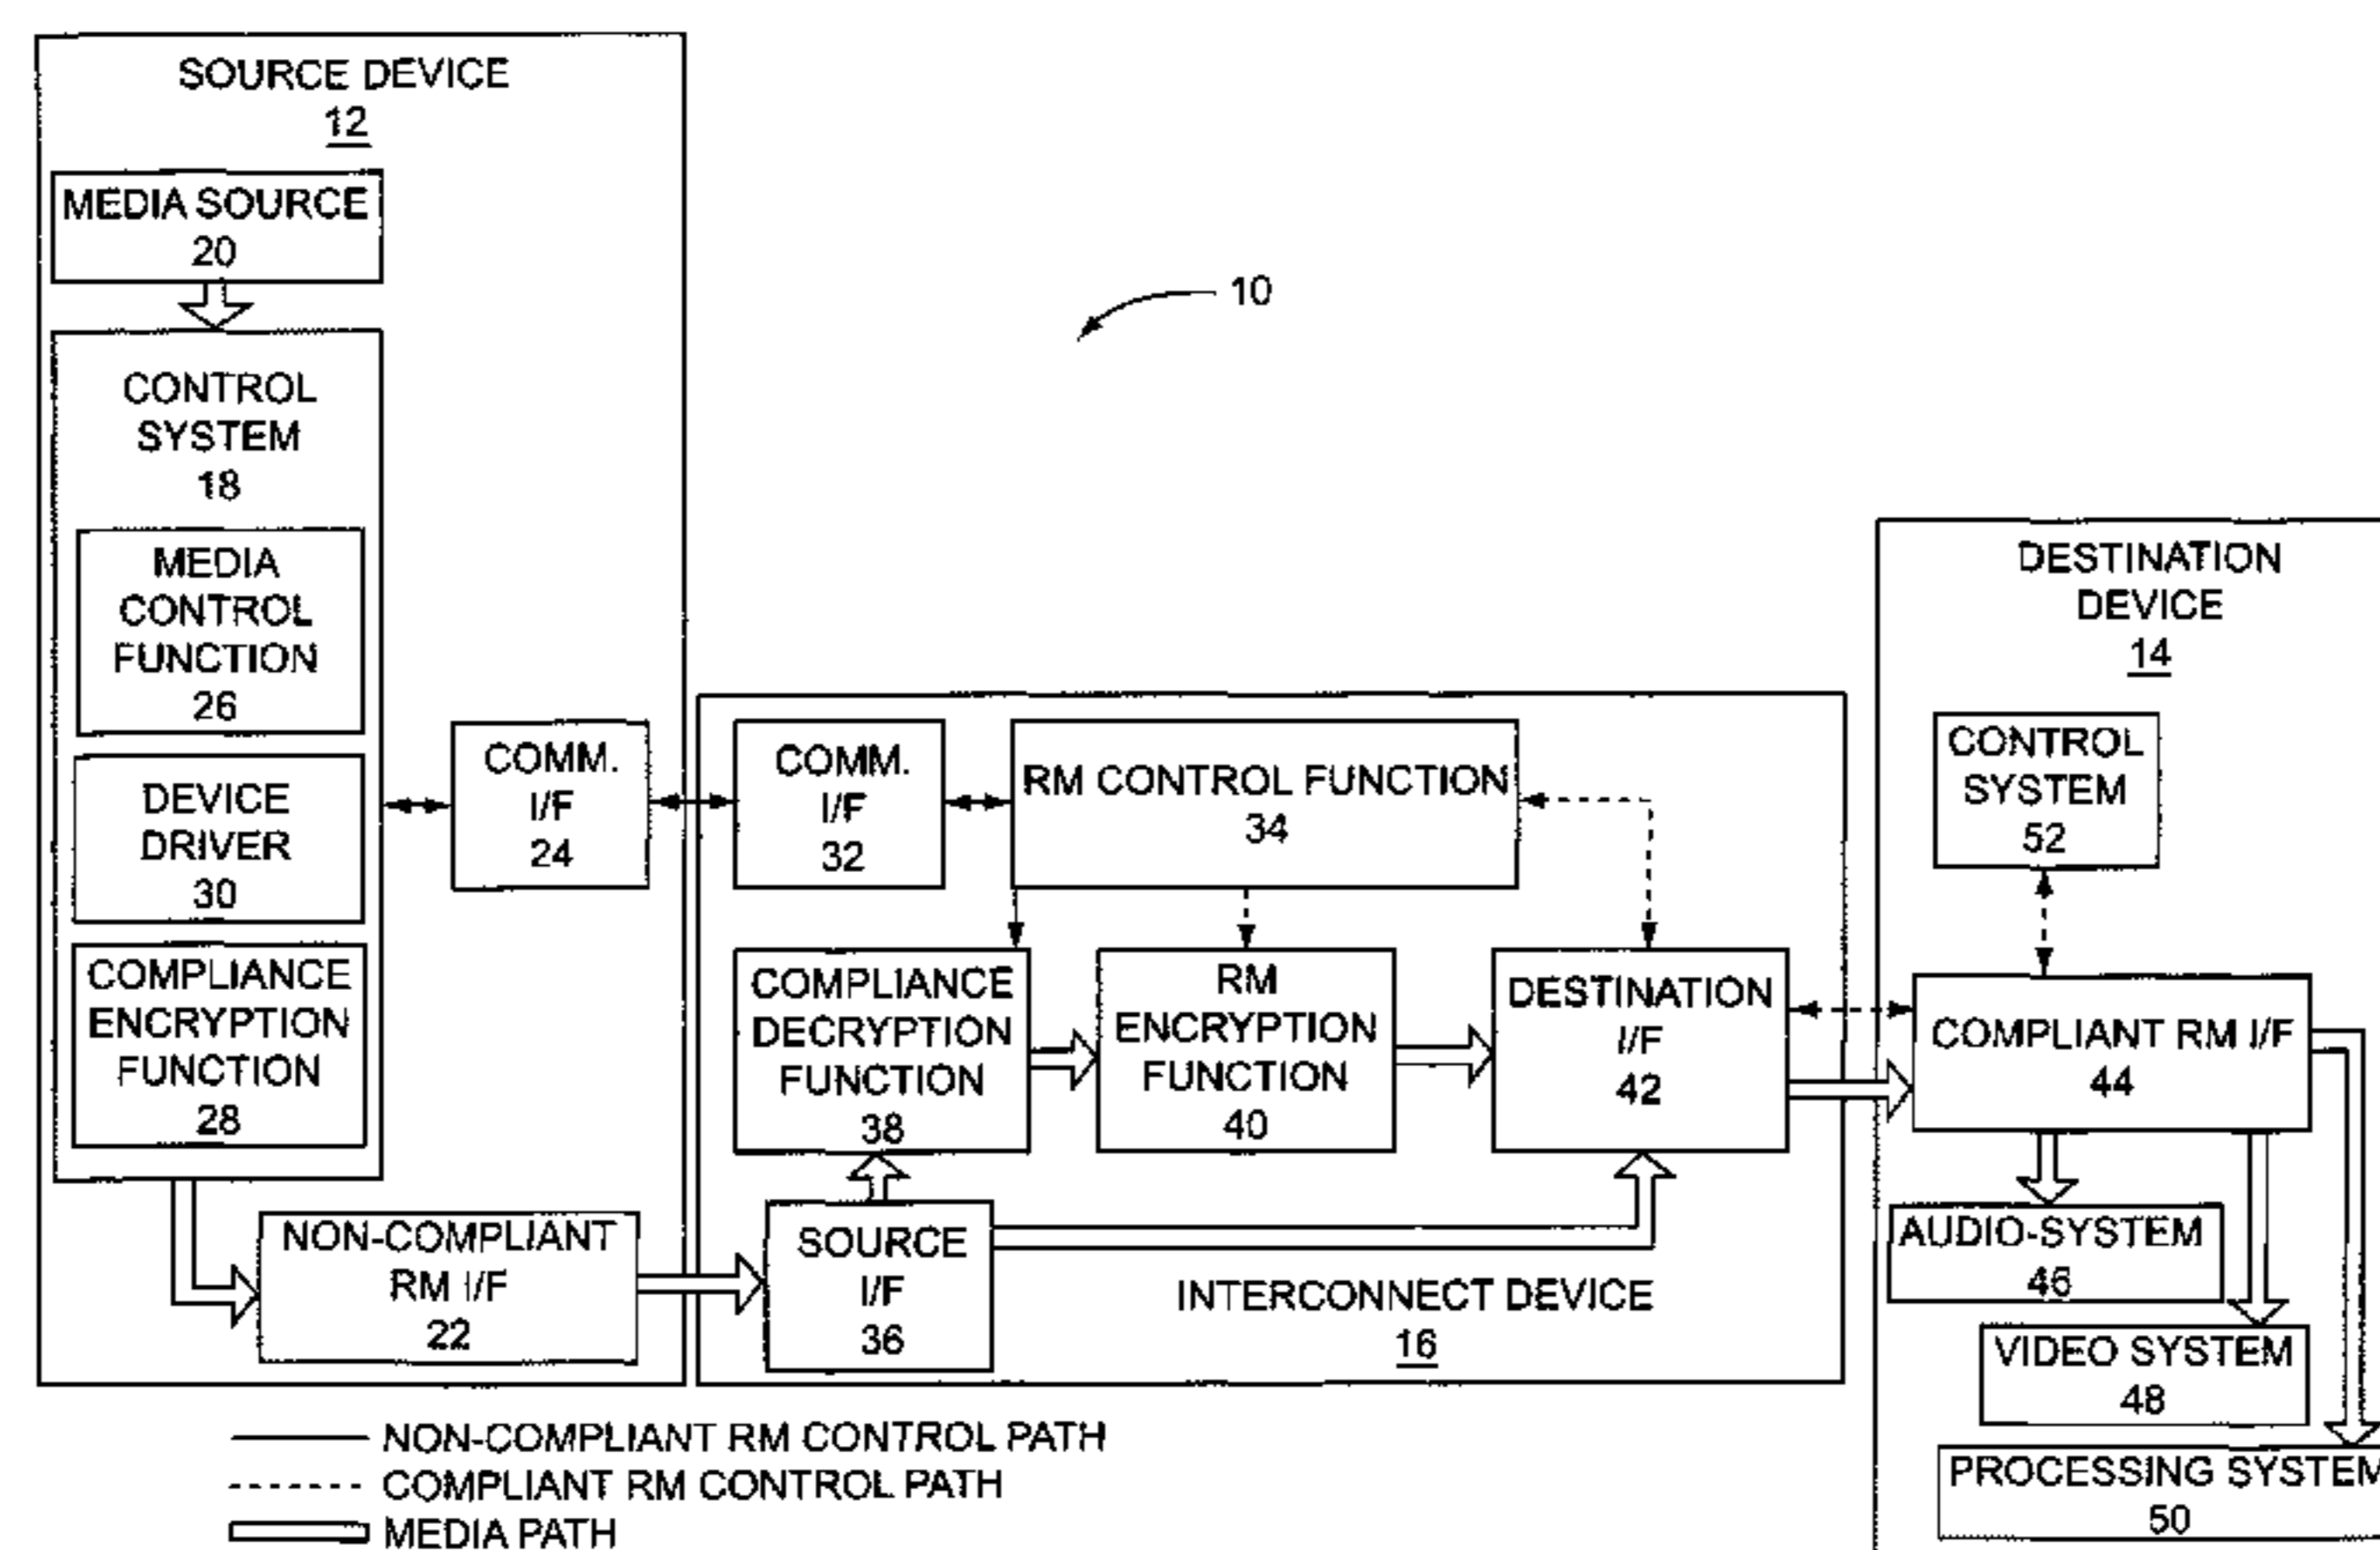 SOURCE DEVICE
12
MEDIA SOURCE
20
CONTROL
SYSTEM
18
MEDIA
CONTROL
FUNCTION
26
DEVICE
DRIVER
30
COMPLIANCE
ENCRYPTION
FUNCTION
28
COMM.
I/F
24
NON-COMPLIANT
RM I/F
22
10
COMM.
I/F
32
RM CONTROL FUNCTION
34
COMPLIANCE
DECRYPTION
FUNCTION
38
RM
ENCRYPTION
FUNCTION
40
DESTINATION
I/F
42
SOURCE
I/F
36
INTERCONNECT DEVICE
16
DESTINATION
DEVICE
14
CONTROL
SYSTEM
52
COMPLIANT RM I/F
44
AUDIO-SYSTEM
46
VIDEO SYSTEM
48
PROCESSING SYSTEM
50
NON-COMPLIANT RM CONTROL PATH
COMPLIANT RM CONTROL PATH
MEDIA PATH